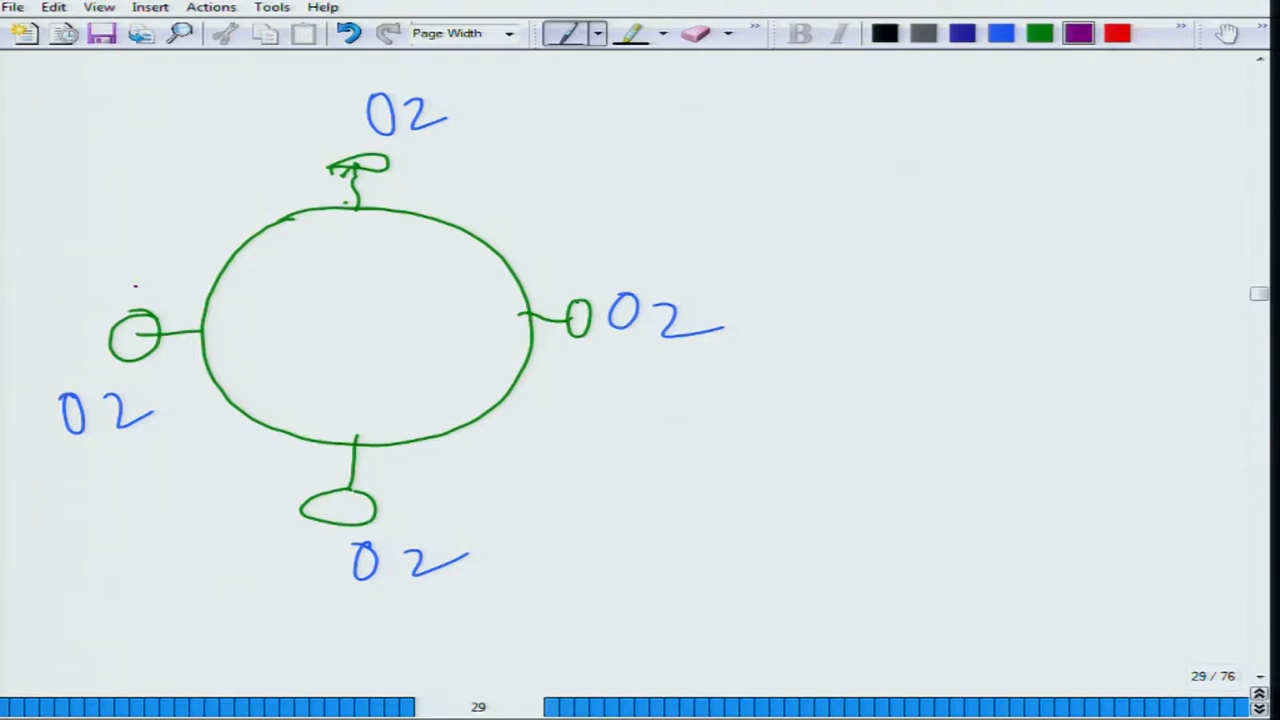 File Edit View Insert Actions Tools Help
Page Width B I
O2
O2
O2
O2
29 / 76
29